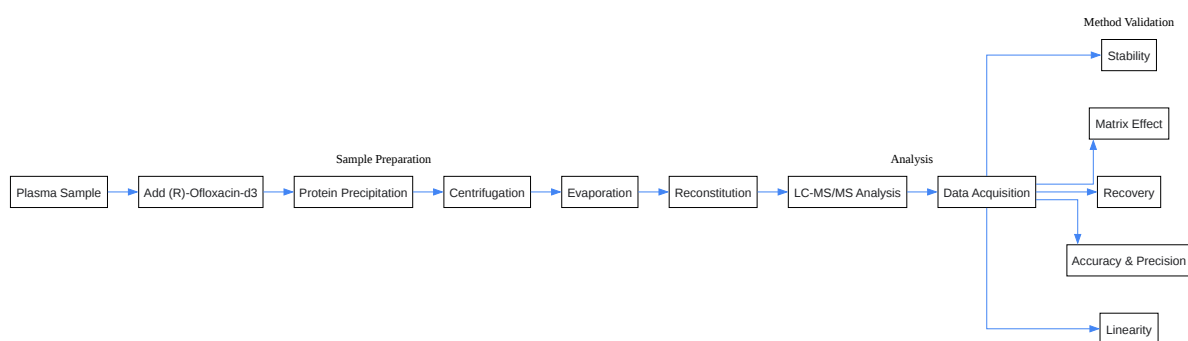 Method Validation
Stability
Matrix Effect
Sample Preparation
Analysis
Plasma Sample
Add (R)-Ofloxacin-d3
Protein Precipitation
Centrifugation
Evaporation
Reconstitution
LC-MS/MS Analysis
Data Acquisition
Recovery
Accuracy & Precision
Linearity